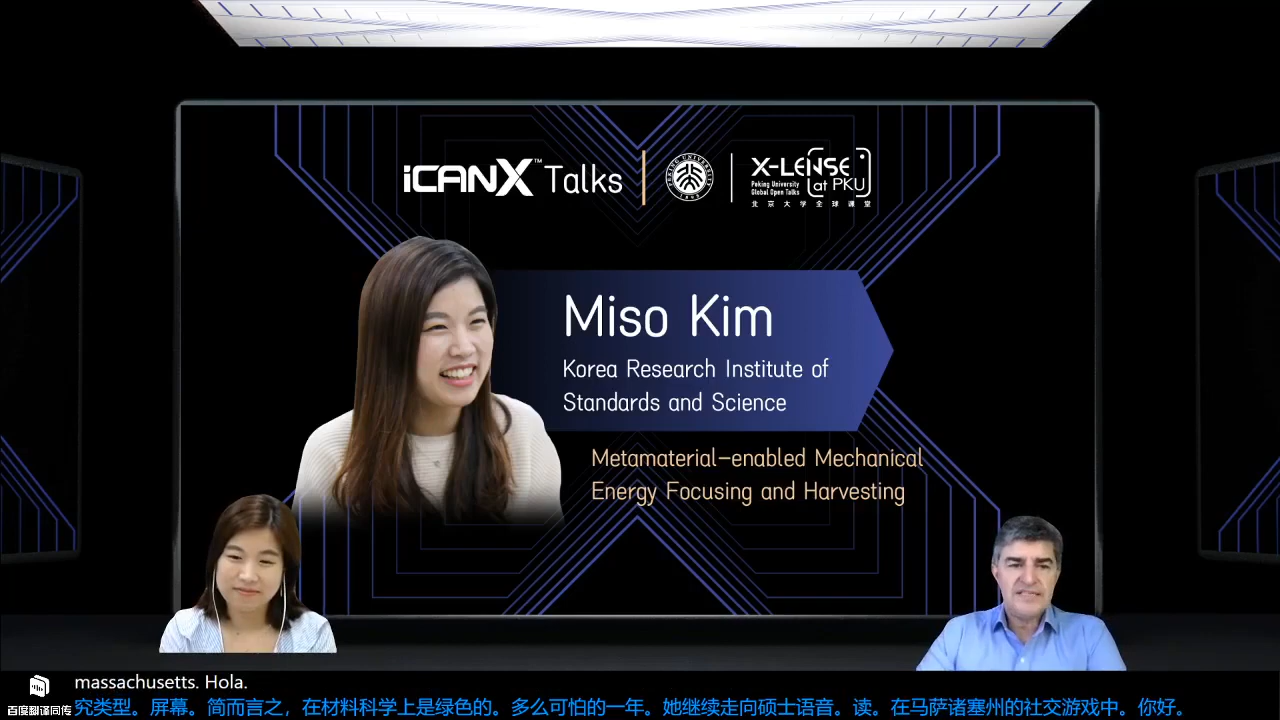 iCANX™ Talks
PEKING UNIVERSITY
1898
X-LENSE
Peking University
Global Open Talks
at PKU
北京大学全球课堂
Miso Kim
Korea Research Institute of
Standards and Science
Metamaterial-enabled Mechanical
Energy Focusing and Harvesting
massachusetts. Hola.
百度翻译同传
究类型。屏幕。简而言之，在材料科学上是绿色的。多么可怕的一年。她继续走向硕士语音。读。在马萨诸塞州的社交游戏中。你好。